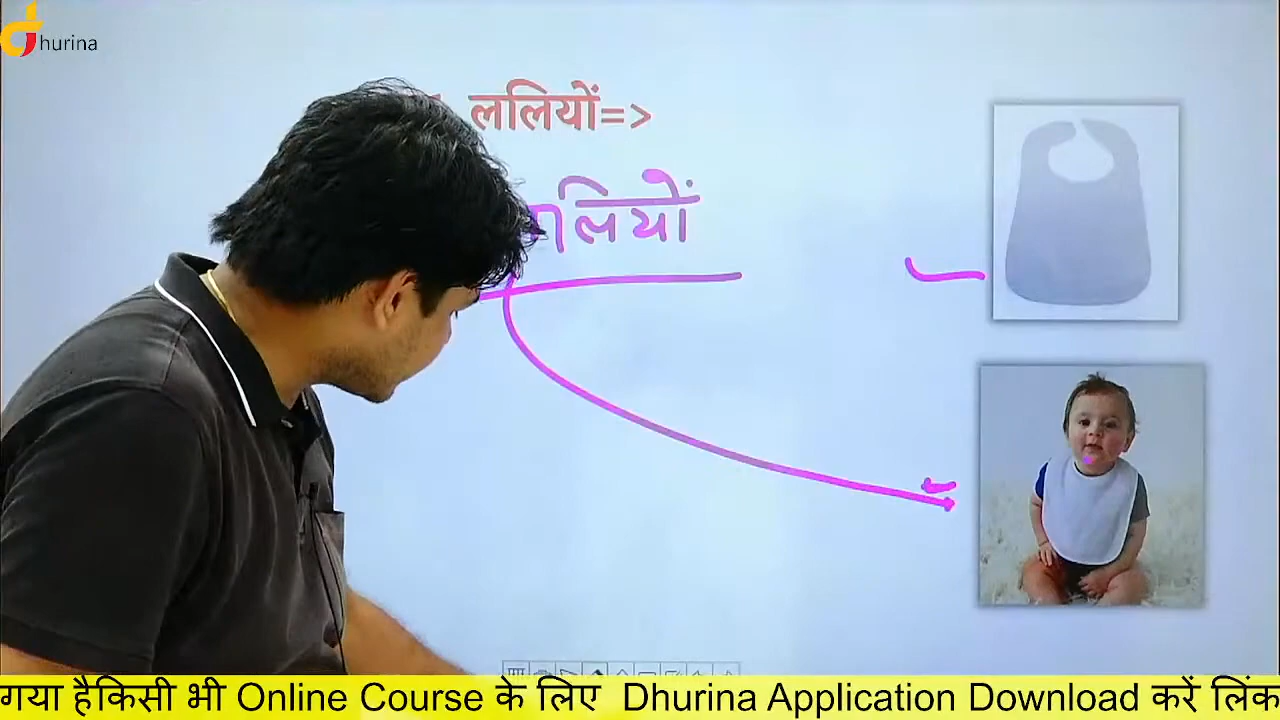 hurina
ललियों=>
लियों
गया हैकिसी भी Online Course के लिए Dhurina Application Download करें लिंक